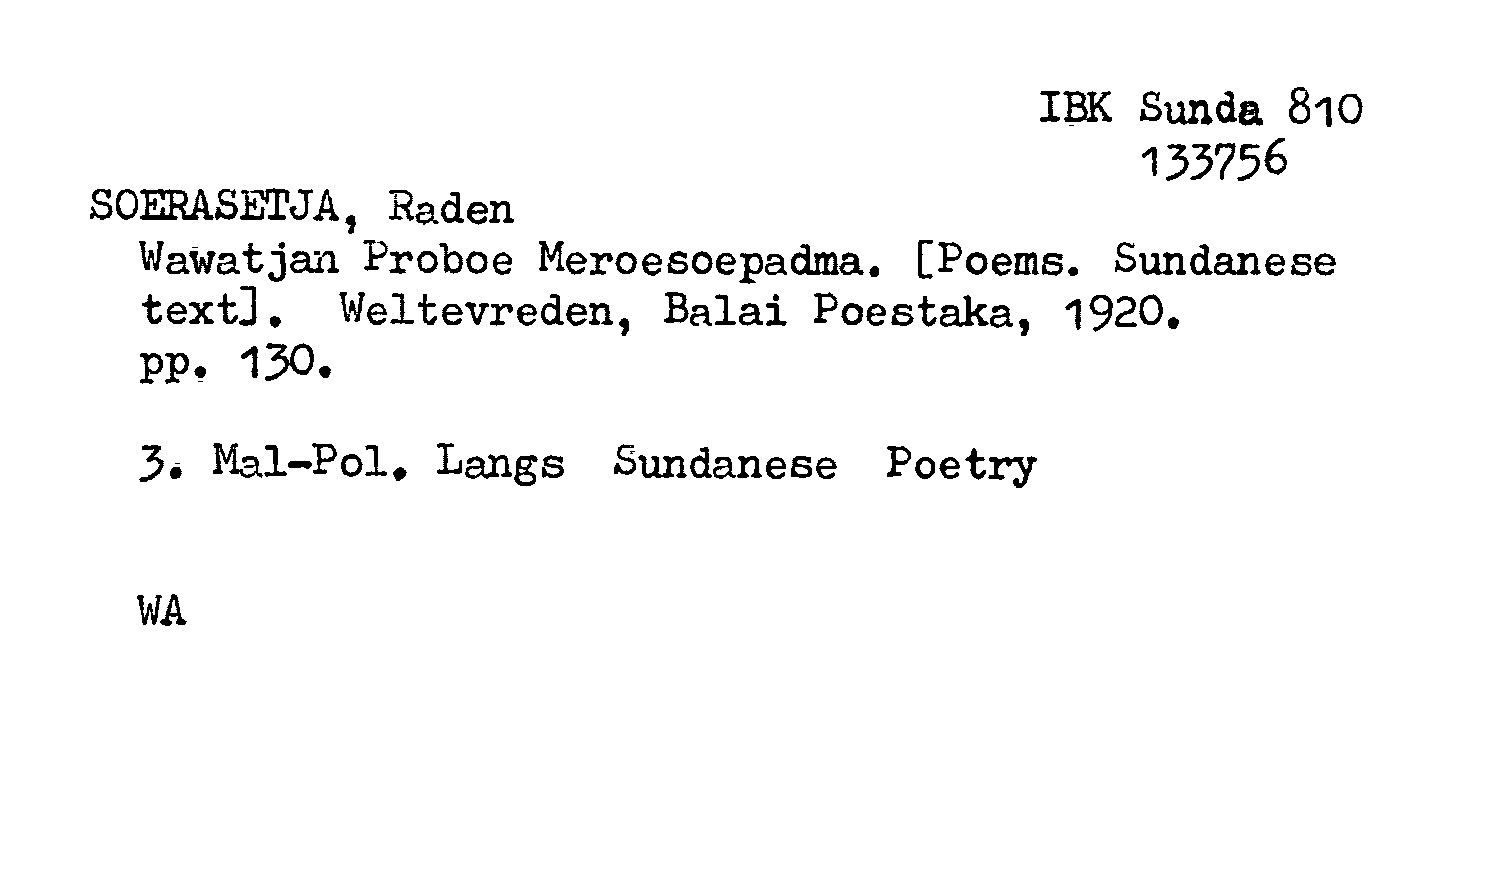 IBK Sunda 810
133756
SOERASETJA, Raden
Wawatjan Proboe Meroesoepadma. [Poems. Sundanese
text]. Weltevreden, Balai Poestaka, 1920.
pp. 130.
3. Mal-Pol. Langs Sundanese Poetry
WA